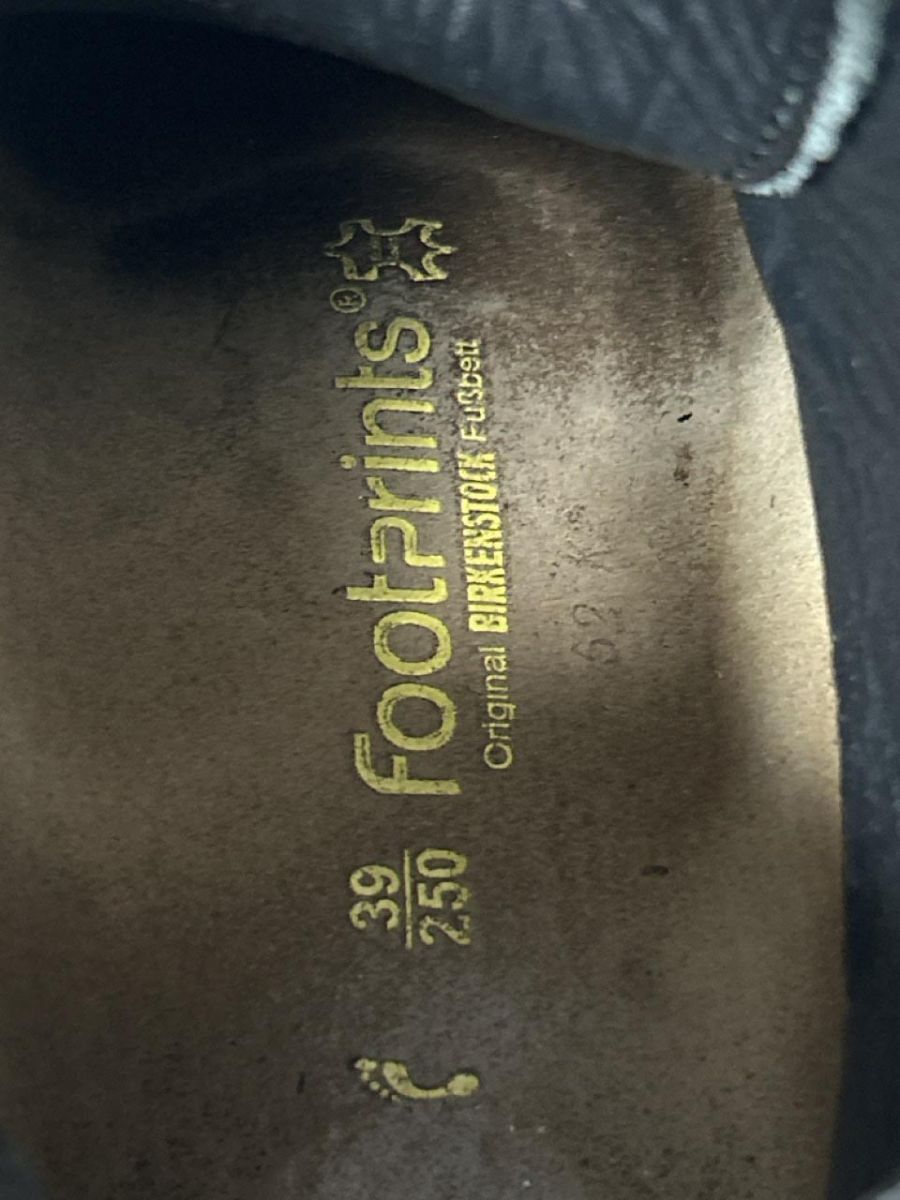 39
250
Footprints®
Original BIRKENSTOCK Fußbett